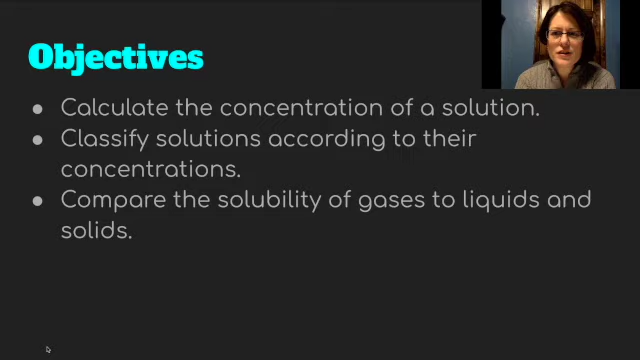 Objectives
● Calculate the concentration of a solution.
● Classify solutions according to their
concentrations.
● Compare the solubility of gases to liquids and
solids.